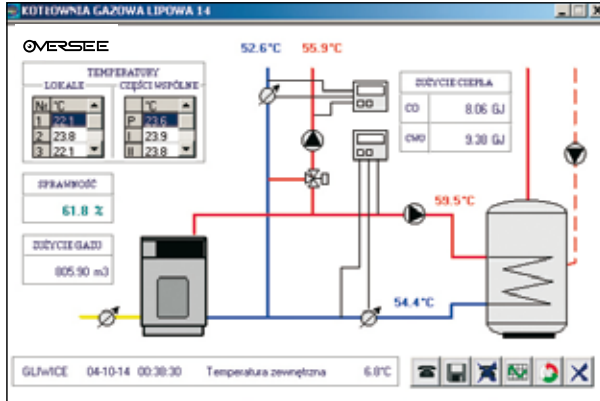 KOTŁOWNIA GAZOWA LIPOWA 14
OVERSEE
52.6°C 55.9°C
TEMPERATURY
LOKALE CZĘŚCI WSPÓLNE
Nr °C °C
1 22.1 P 23.6
2 23.8 I 23.9
3 22.1 II 23.8
ZUŻYCIE CIEPŁA
CO 8.06 GJ
CWU 9.38 GJ
SPRAWNOŚĆ
61.8 %
59.5°C
ZUŻYCIE GAZU
805.90 m3
54.4°C
GLIWICE 04-10-14 00:38:30 Temperatura zewnętrzna 6.8°C